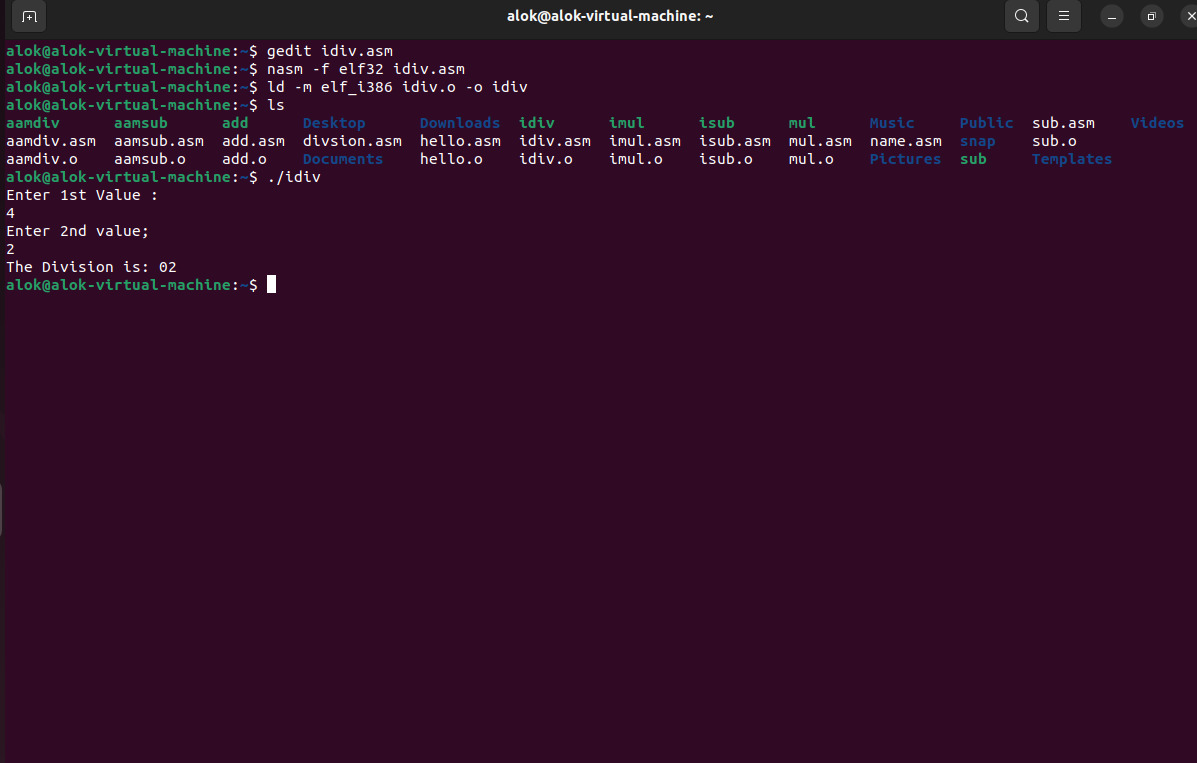 alok@alok-virtual-machine: ~
alok@alok-virtual-machine:~$ gedit idiv.asm
alok@alok-virtual-machine:~$ nasm -f elf32 idiv.asm
alok@alok-virtual-machine:~$ ld -m elf_i386 idiv.o -o idiv
alok@alok-virtual-machine:~$ ls
aamdiv aamsub add Desktop Downloads idiv imul isub mul Music Public sub.asm Videos
aamdiv.asm aamsub.asm add.asm divsion.asm hello.asm idiv.asm imul.asm isub.asm mul.asm name.asm snap sub.o
aamdiv.o aamsub.o add.o Documents hello.o idiv.o imul.o isub.o mul.o Pictures sub Templates
alok@alok-virtual-machine:~$ ./idiv
Enter 1st Value :
4
Enter 2nd value;
2
The Division is: 02
alok@alok-virtual-machine:~$